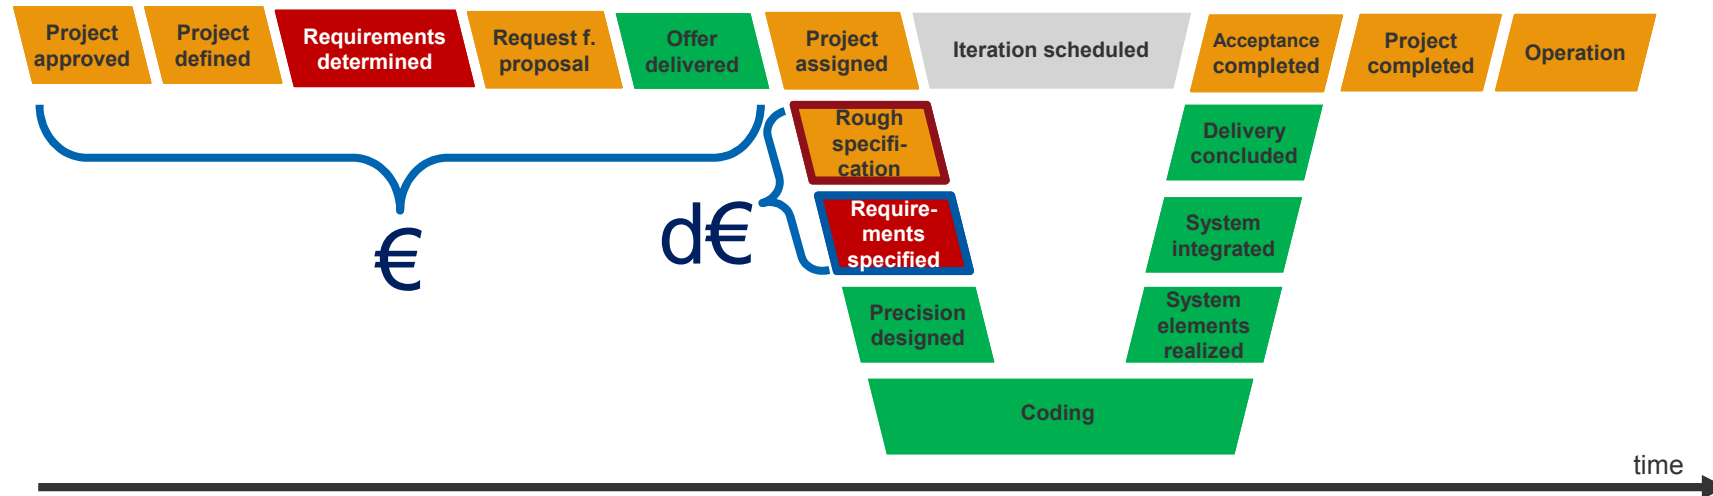 Project
approved
Project
defined
Requirements
determined
Request f.
proposal
Offer
delivered
Project
assigned
Iteration scheduled
Acceptance
completed
Project
completed
Operation
Rough
specifi-
cation
Delivery
concluded
€
d€
Require-
ments
specified
System
integrated
Precision
designed
System
elements
realized
Coding
time